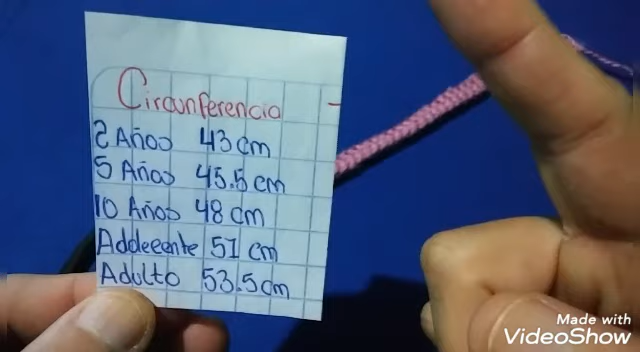 Circunferencia -
2 Años 43 cm
5 Años 45.5 cm
10 Años 48 cm
Addecente 51 cm
Adulto 53.5 cm
Made with
VideoShow